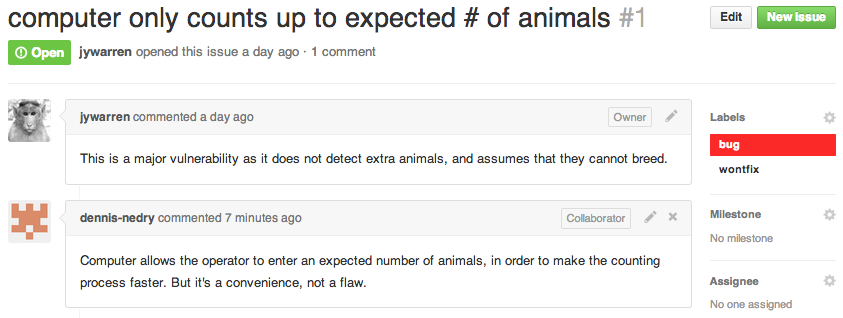 computer only counts up to expected # of animals #1
Edit
New issue
Open jywarren opened this issue a day ago · 1 comment
jywarren commented a day ago
Owner
This is a major vulnerability as it does not detect extra animals, and assumes that they cannot breed.
dennis-nedry commented 7 minutes ago
Collaborator
Computer allows the operator to enter an expected number of animals, in order to make the counting
process faster. But it's a convenience, not a flaw.
Labels
bug
wontfix
Milestone
No milestone
Assignee
No one assigned